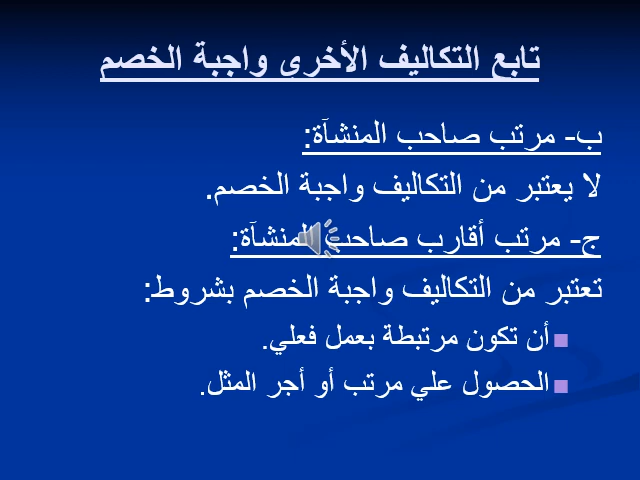 تابع التكاليف الأخرى واجبة الخصم
ب- مرتب صاحب المنشآة:
لا يعتبر من التكاليف واجبة الخصم.
ج- مرتب أقارب صاحب المنشآة:
تعتبر من التكاليف واجبة الخصم بشروط:
أن تكون مرتبطة بعمل فعلي.
الحصول علي مرتب أو أجر المثل.